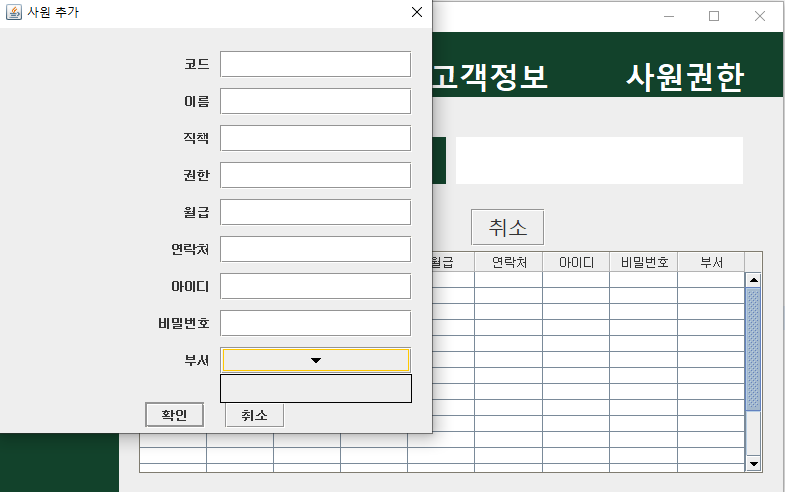 사원 추가
고객정보
사원권한
코드
이름
직책
권한
월급
연락처
아이디
비밀번호
부서
확인
취소
취소
월급
연락처
아이디
비밀번호
부서